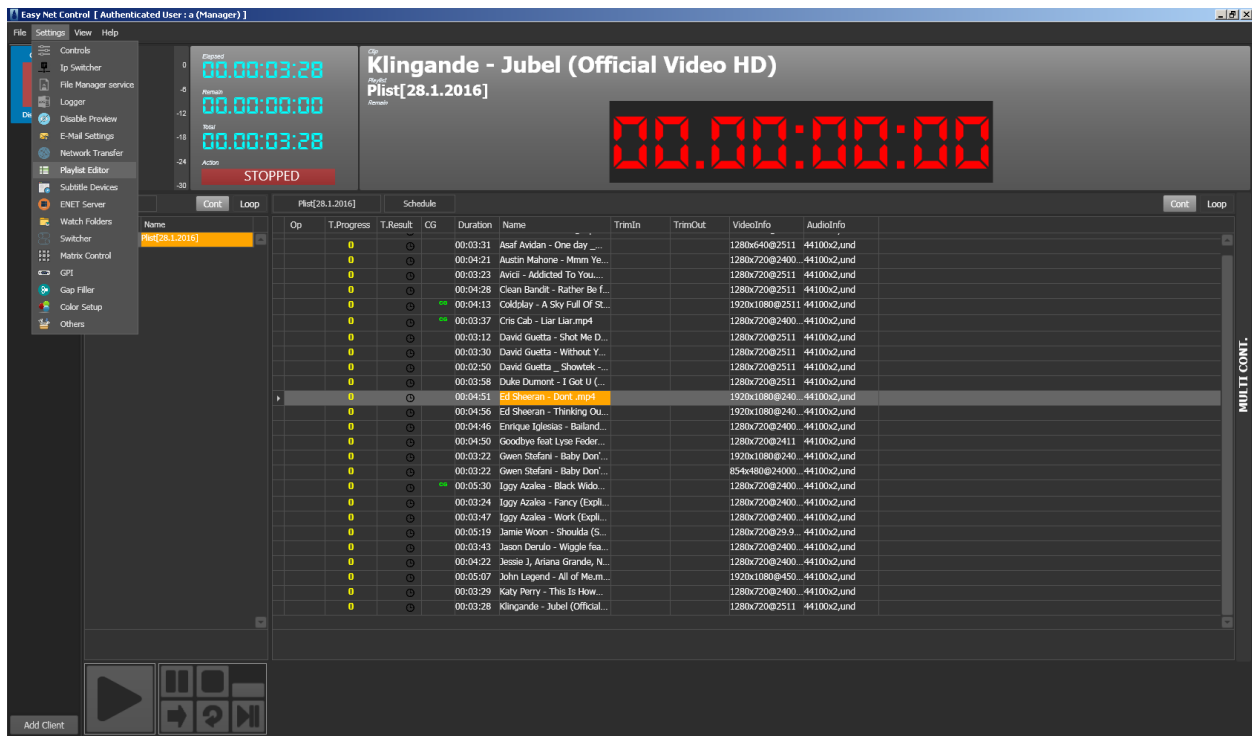 Easy Net Control [ Authenticated User : a (Manager) ]
File Settings View Help
Controls
Ip Switcher
File Manager service
Logger
Disable Preview
E-Mail Settings
Network Transfer
Playlist Editor
Subtitle Devices
ENET Server
Watch Folders
Switcher
Matrix Control
GPI
Gap Filler
Color Setup
Others
0
-6
-12
-18
-24
-30
Elapsed
00.00:03:28
Remain
00.00:00:00
Total
00.00:03:28
Action
STOPPED
Clip
Klingande - Jubel (Official Video HD)
Playlist
Plist[28.1.2016]
Remain
00.00:00:00
Cont Loop
Name
Plist[28.1.2016]
Plist[28.1.2016] Schedule Cont Loop
Op T.Progress T.Result CG Duration Name TrimIn TrimOut VideoInfo AudioInfo
0 00:03:31 Asaf Avidan - One day _... 1280x640@2511 44100x2,und
0 00:04:21 Austin Mahone - Mmm Ye... 1280x720@2400... 44100x2,und
0 00:03:23 Avicii - Addicted To You.... 1280x720@2511 44100x2,und
0 00:04:28 Clean Bandit - Rather Be f... 1280x720@2511 44100x2,und
0 CG 00:04:13 Coldplay - A Sky Full Of St... 1920x1080@2511 44100x2,und
0 CG 00:03:37 Cris Cab - Liar Liar.mp4 1280x720@2400... 44100x2,und
0 00:03:12 David Guetta - Shot Me D... 1280x720@2511 44100x2,und
0 00:03:30 David Guetta - Without Y... 1280x720@2511 44100x2,und
0 00:02:50 David Guetta _ Showtek -... 1280x720@2511 44100x2,und
0 00:03:58 Duke Dumont - I Got U (... 1280x720@2511 44100x2,und
0 00:04:51 Ed Sheeran - Dont .mp4 1920x1080@240... 44100x2,und
0 00:04:56 Ed Sheeran - Thinking Ou... 1920x1080@240... 44100x2,und
0 00:04:46 Enrique Iglesias - Bailand... 1280x720@2400... 44100x2,und
0 00:04:50 Goodbye feat Lyse Feder... 1280x720@2411 44100x2,und
0 00:03:22 Gwen Stefani - Baby Don'... 1920x1080@240... 44100x2,und
0 00:03:22 Gwen Stefani - Baby Don'... 854x480@24000... 44100x2,und
0 CG 00:05:30 Iggy Azalea - Black Wido... 1280x720@2400... 44100x2,und
0 00:03:24 Iggy Azalea - Fancy (Expli... 1280x720@2400... 44100x2,und
0 00:03:47 Iggy Azalea - Work (Expli... 1280x720@2400... 44100x2,und
0 00:05:19 Jamie Woon - Shoulda (S... 1280x720@29.9... 44100x2,und
0 00:03:43 Jason Derulo - Wiggle fea... 1280x720@2400... 44100x2,und
0 00:04:22 Jessie J, Ariana Grande, N... 1280x720@2400... 44100x2,und
0 00:05:07 John Legend - All of Me.m... 1920x1080@450... 44100x2,und
0 00:03:29 Katy Perry - This Is How... 1280x720@2400... 44100x2,und
0 00:03:28 Klingande - Jubel (Official... 1280x720@2511 44100x2,und
MULTI CONT.
Add Client